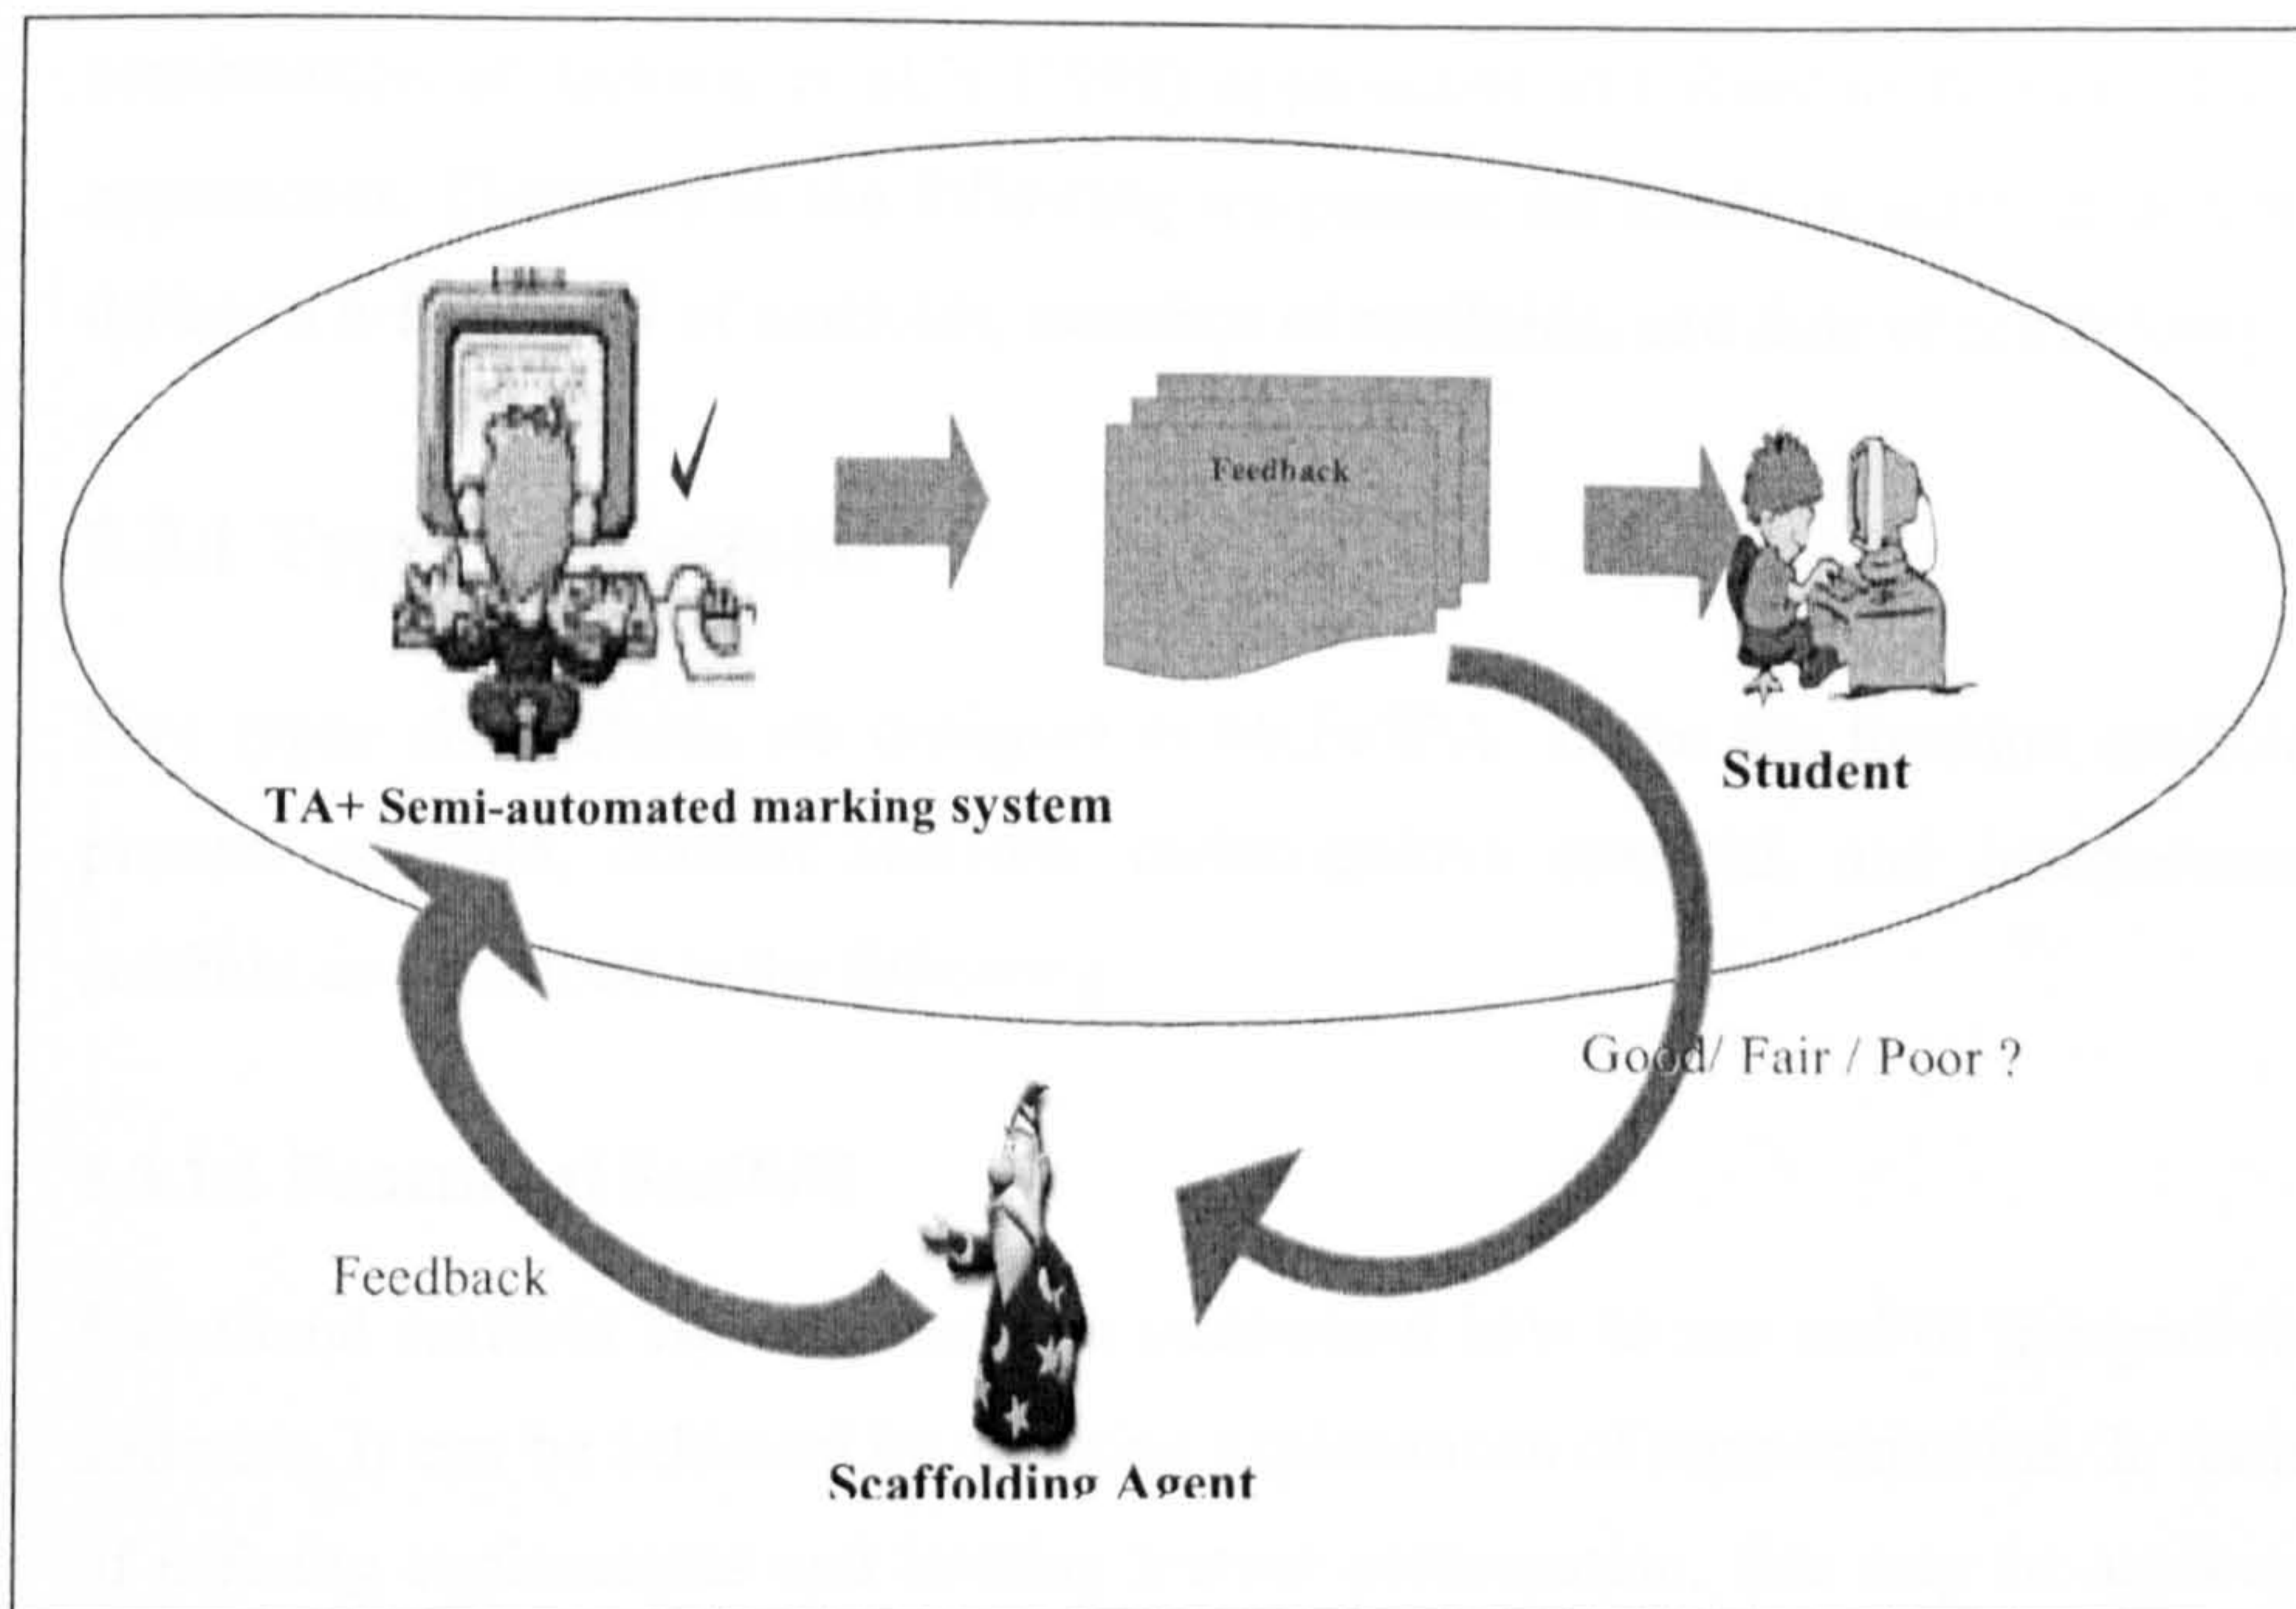 Feedback
Student
TA+ Semi-automated marking system
Good/ Fair / Poor ?
Feedback
Scaffolding Agent